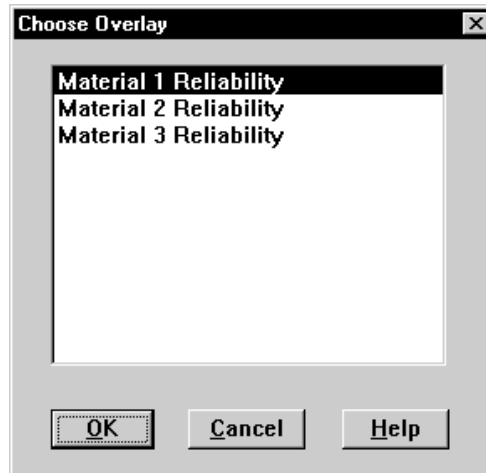 Choose Overlay
Material 1 Reliability
Material 2 Reliability
Material 3 Reliability
OK Cancel Help